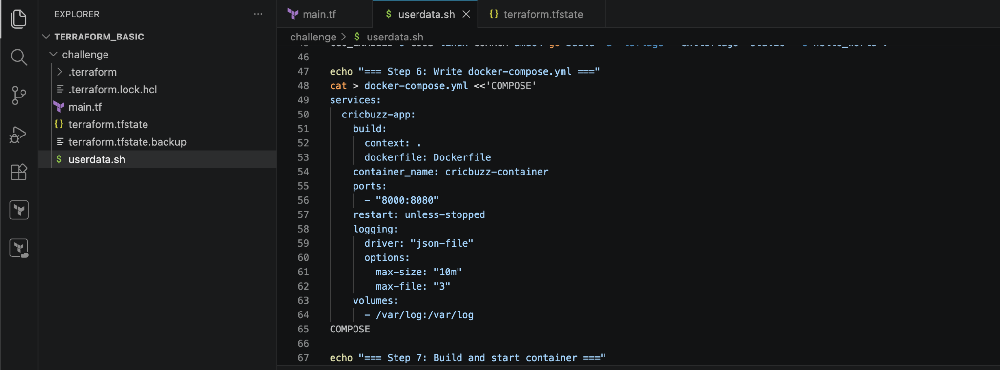 EXPLORER
TERRAFORM_BASIC
challenge
.terraform
.terraform.lock.hcl
main.tf
terraform.tfstate
terraform.tfstate.backup
userdata.sh
main.tf
userdata.sh
terraform.tfstate
challenge > $ userdata.sh
46
47 echo "=== Step 6: Write docker-compose.yml ==="
48 cat > docker-compose.yml <<'COMPOSE'
49 services:
50 cricbuzz-app:
51 build:
52 context: .
53 dockerfile: Dockerfile
54 container_name: cricbuzz-container
55 ports:
56 - "8000:8080"
57 restart: unless-stopped
58 logging:
59 driver: "json-file"
60 options:
61 max-size: "10m"
62 max-file: "3"
63 volumes:
64 - /var/log:/var/log
65 COMPOSE
66
67 echo "=== Step 7: Build and start container ==="